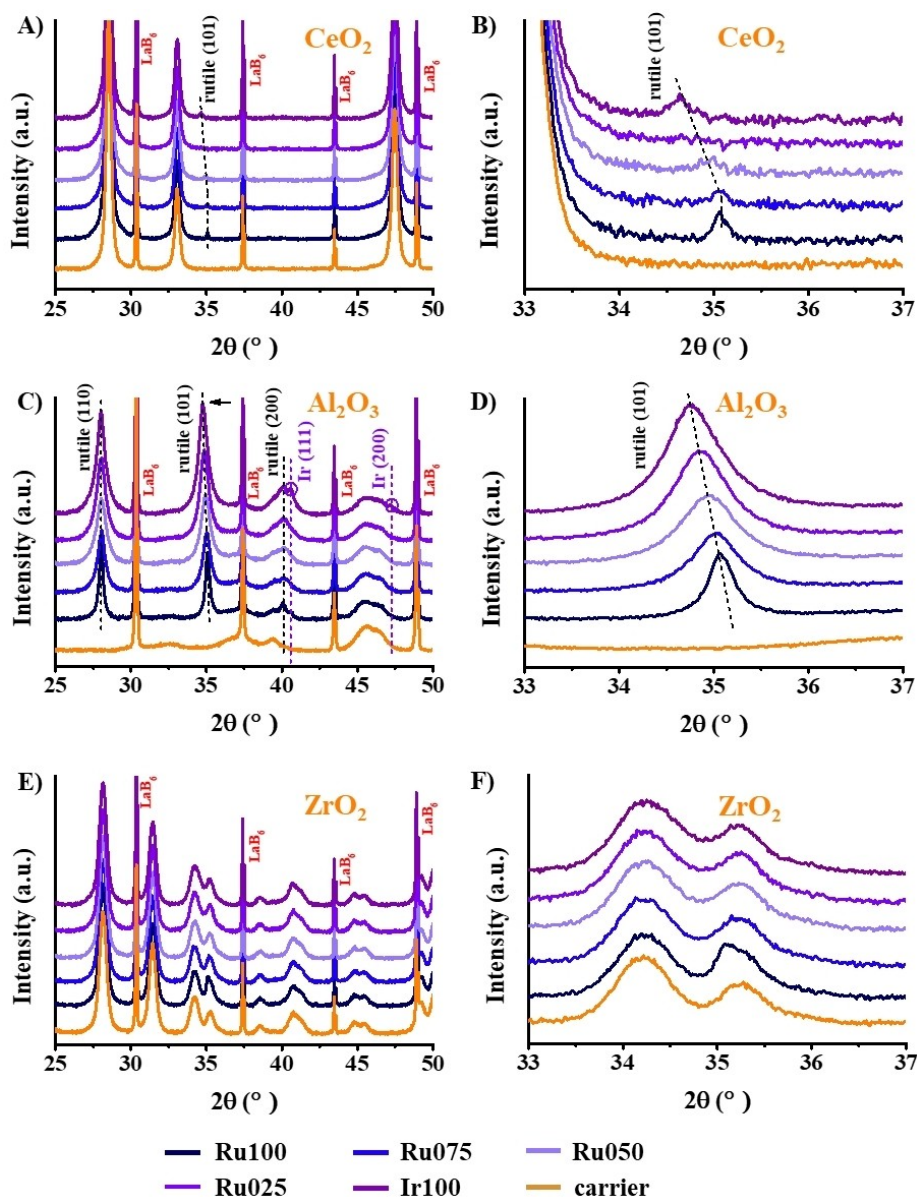 A)
CeO₂
LaB₆
rutile (101)
LaB₆
LaB₆
LaB₆
Intensity (a.u.)
25 30 35 40 45 50
2θ (° )
B)
CeO₂
rutile (101)
Intensity (a.u.)
33 34 35 36 37
2θ (° )
C)
Al₂O₃
rutile (110)
LaB₆
rutile (101)
LaB₆
rutile (200)
Ir (111)
LaB₆
Ir (200)
LaB₆
Intensity (a.u.)
25 30 35 40 45 50
2θ (° )
D)
Al₂O₃
rutile (101)
Intensity (a.u.)
33 34 35 36 37
2θ (° )
E)
ZrO₂
LaB₆
LaB₆
LaB₆
LaB₆
Intensity (a.u.)
25 30 35 40 45 50
2θ (° )
F)
ZrO₂
Intensity (a.u.)
33 34 35 36 37
2θ (° )
Ru100 Ru075 Ru050
Ru025 Ir100 carrier